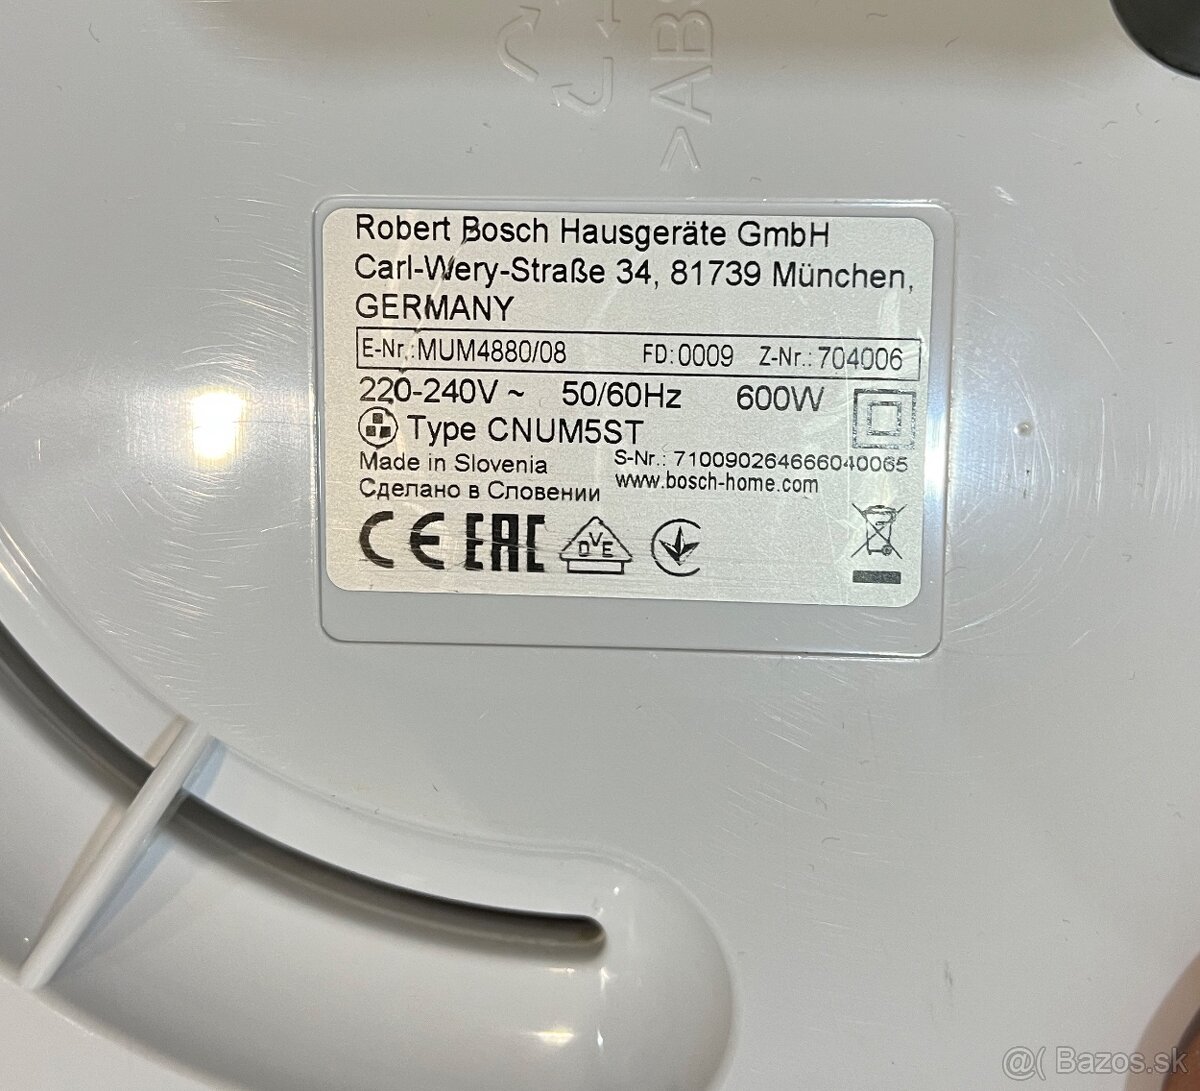 >AB
Robert Bosch Hausgeräte GmbH
Carl-Wery-Straße 34, 81739 München,
GERMANY
E-Nr.:MUM4880/08 FD:0009 Z-Nr.:704006
220-240V ~ 50/60Hz 600W
Type CNUM5ST
Made in Slovenia S-Nr.: 710090264666040065
Сделано в Словении www.bosch-home.com
CE EAC DVE
@( Bazos.sk